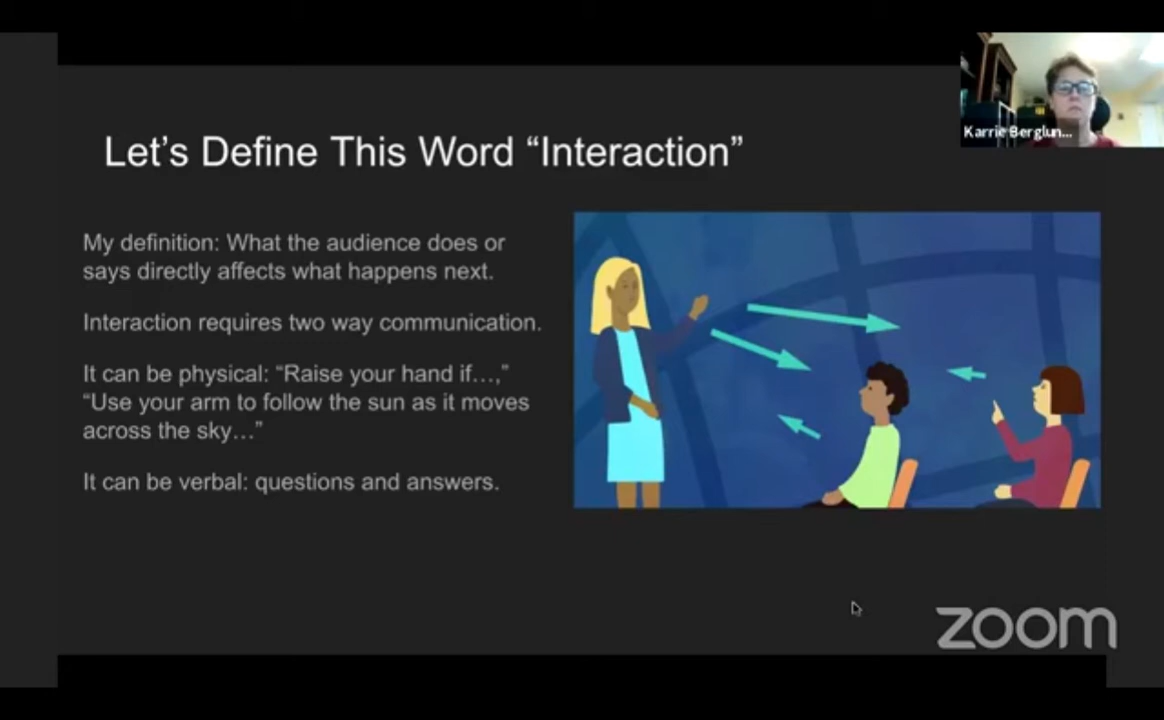 Let’s Define This Word “Interaction”
Karrie Berglun...
My definition: What the audience does or
says directly affects what happens next.
Interaction requires two way communication.
It can be physical: “Raise your hand if…,”
“Use your arm to follow the sun as it moves
across the sky…”
It can be verbal: questions and answers.
zoom